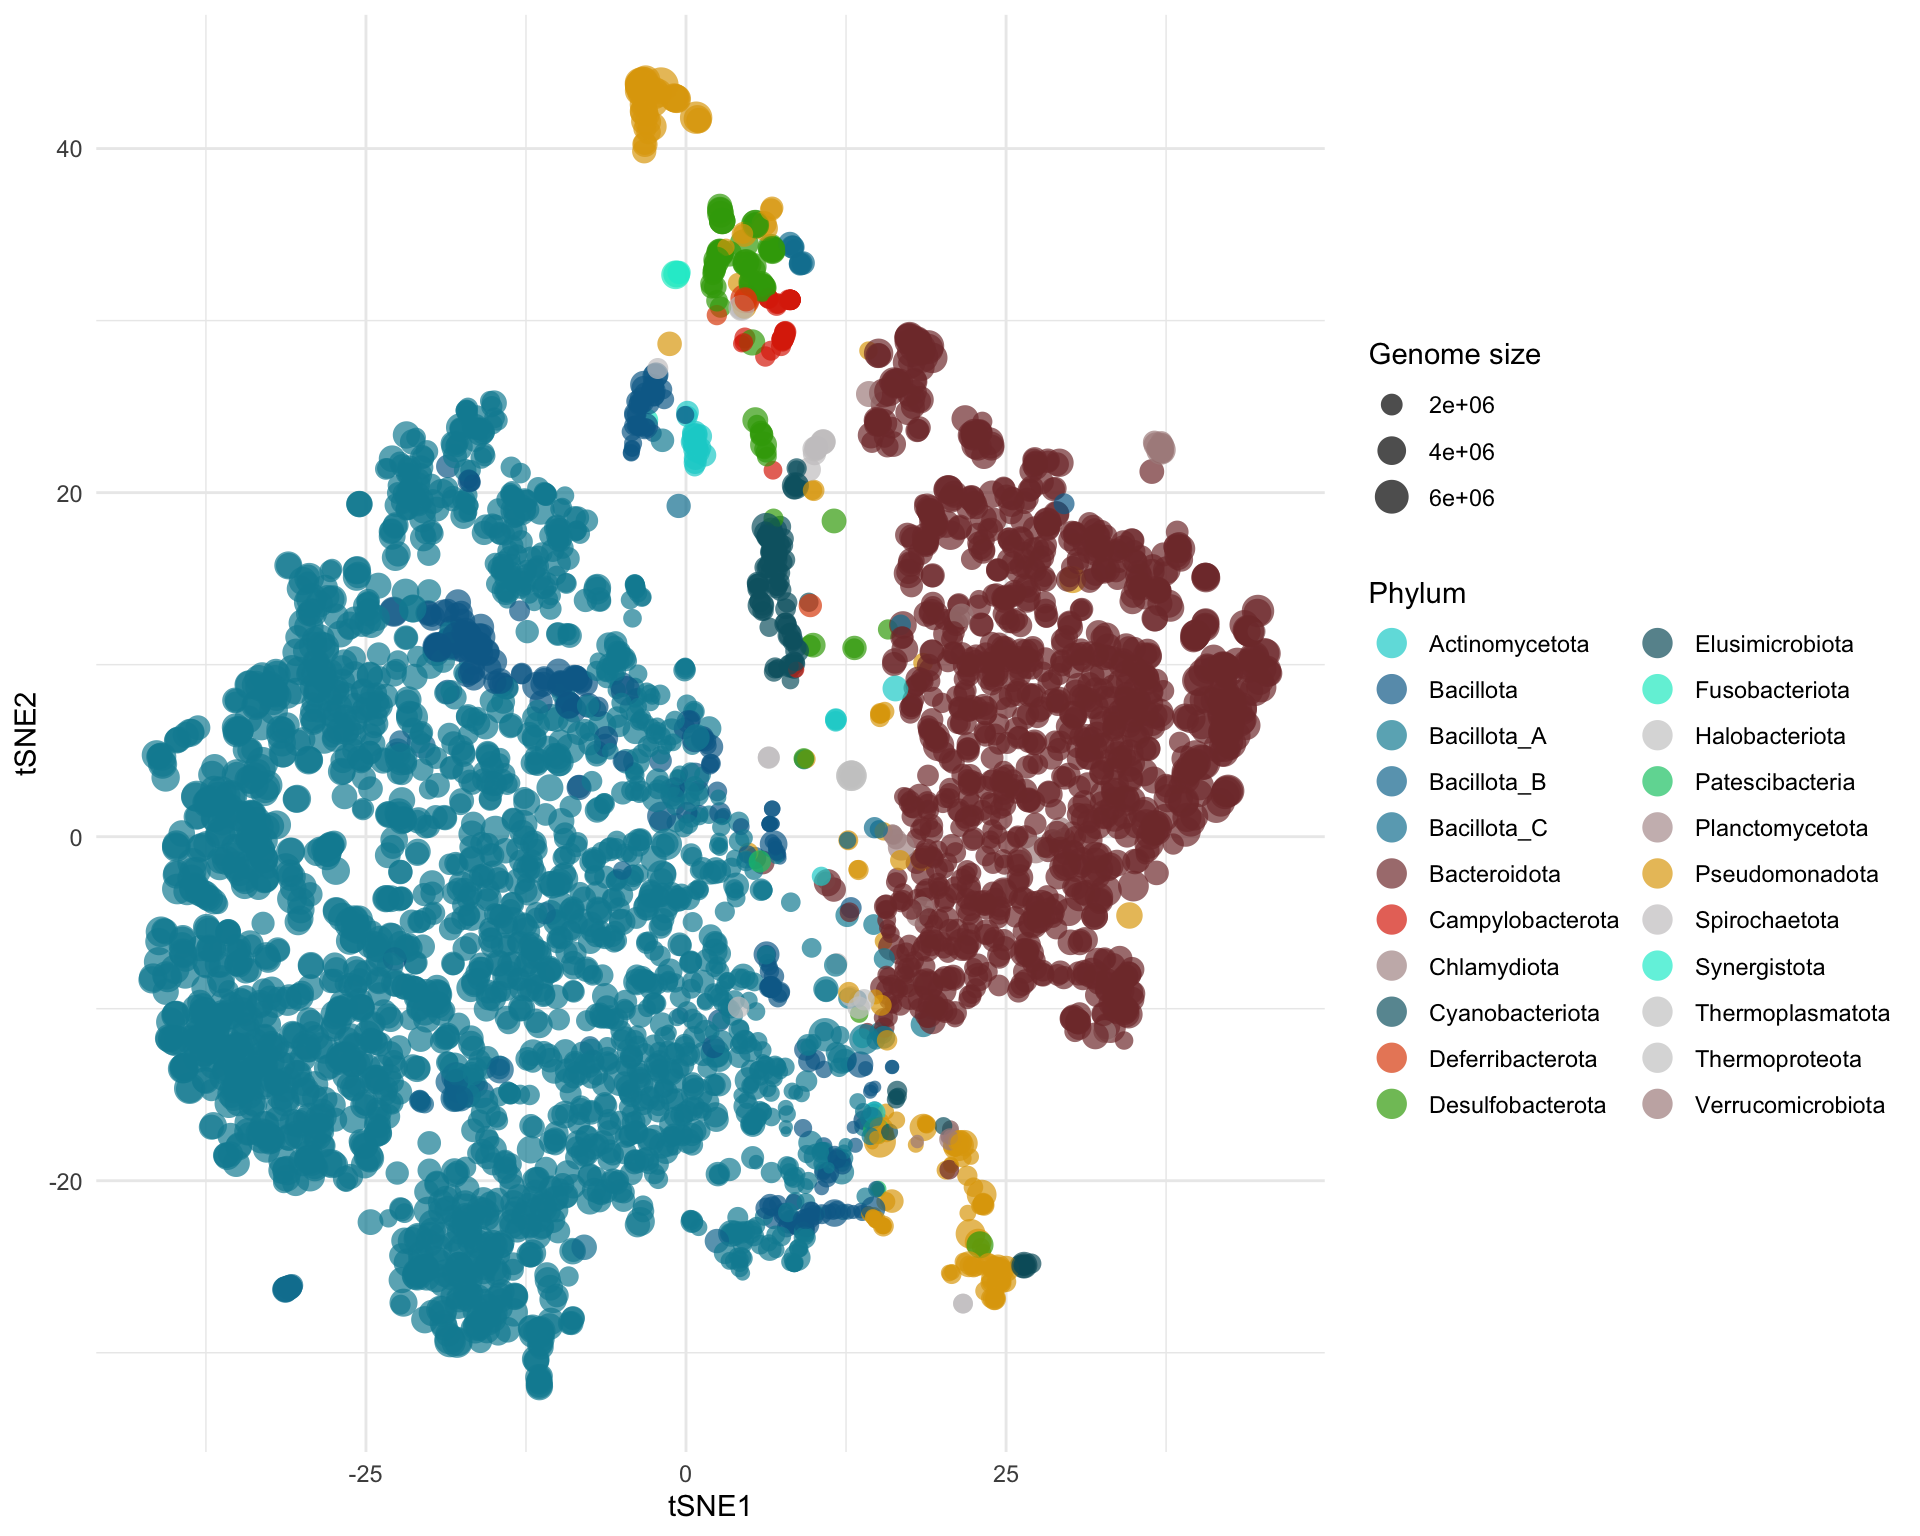 40
20
0
-20
tSNE2
-25
0
25
tSNE1
Genome size
2e+06
4e+06
6e+06
Phylum
Actinomycetota
Bacillota
Bacillota_A
Bacillota_B
Bacillota_C
Bacteroidota
Campylobacterota
Chlamydiota
Cyanobacteriota
Deferribacterota
Desulfobacterota
Elusimicrobiota
Fusobacteriota
Halobacteriota
Patescibacteria
Planctomycetota
Pseudomonadota
Spirochaetota
Synergistota
Thermoplasmatota
Thermoproteota
Verrucomicrobiota